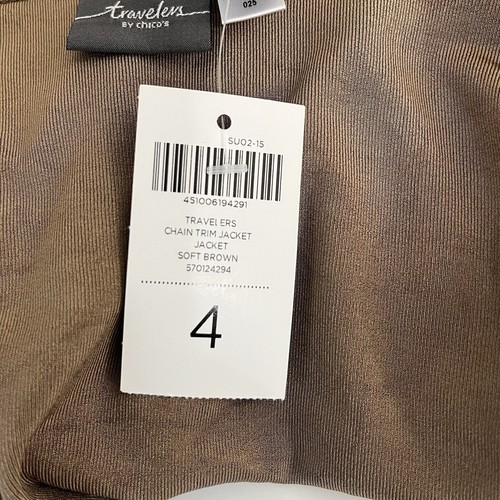 travelers
BY chico's
025
SU02-15
451006194291
TRAVELERS
CHAIN TRIM JACKET
JACKET
SOFT BROWN
570124294
4